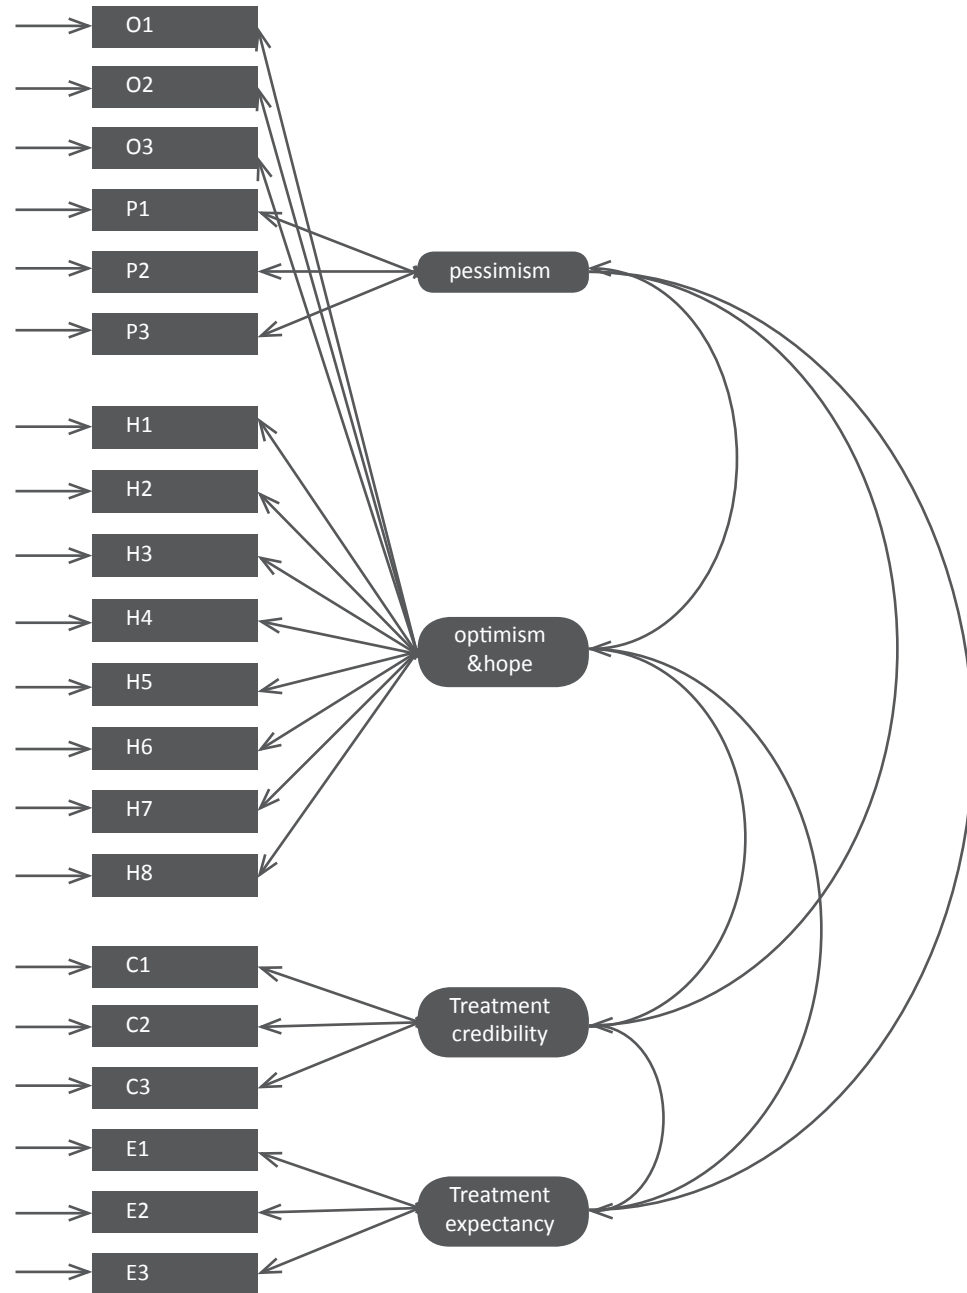 O1
O2
O3
P1
P2
P3
H1
H2
H3
H4
H5
H6
H7
H8
C1
C2
C3
E1
E2
E3
pessimism
optimism
&hope
Treatment
credibility
Treatment
expectancy